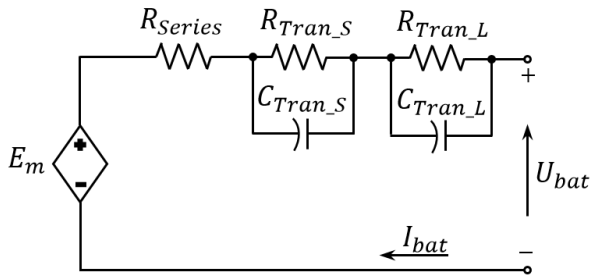 R_Series
R_Tran_S
R_Tran_L
C_Tran_S
C_Tran_L
+
E_m
+
-
U_bat
I_bat
−